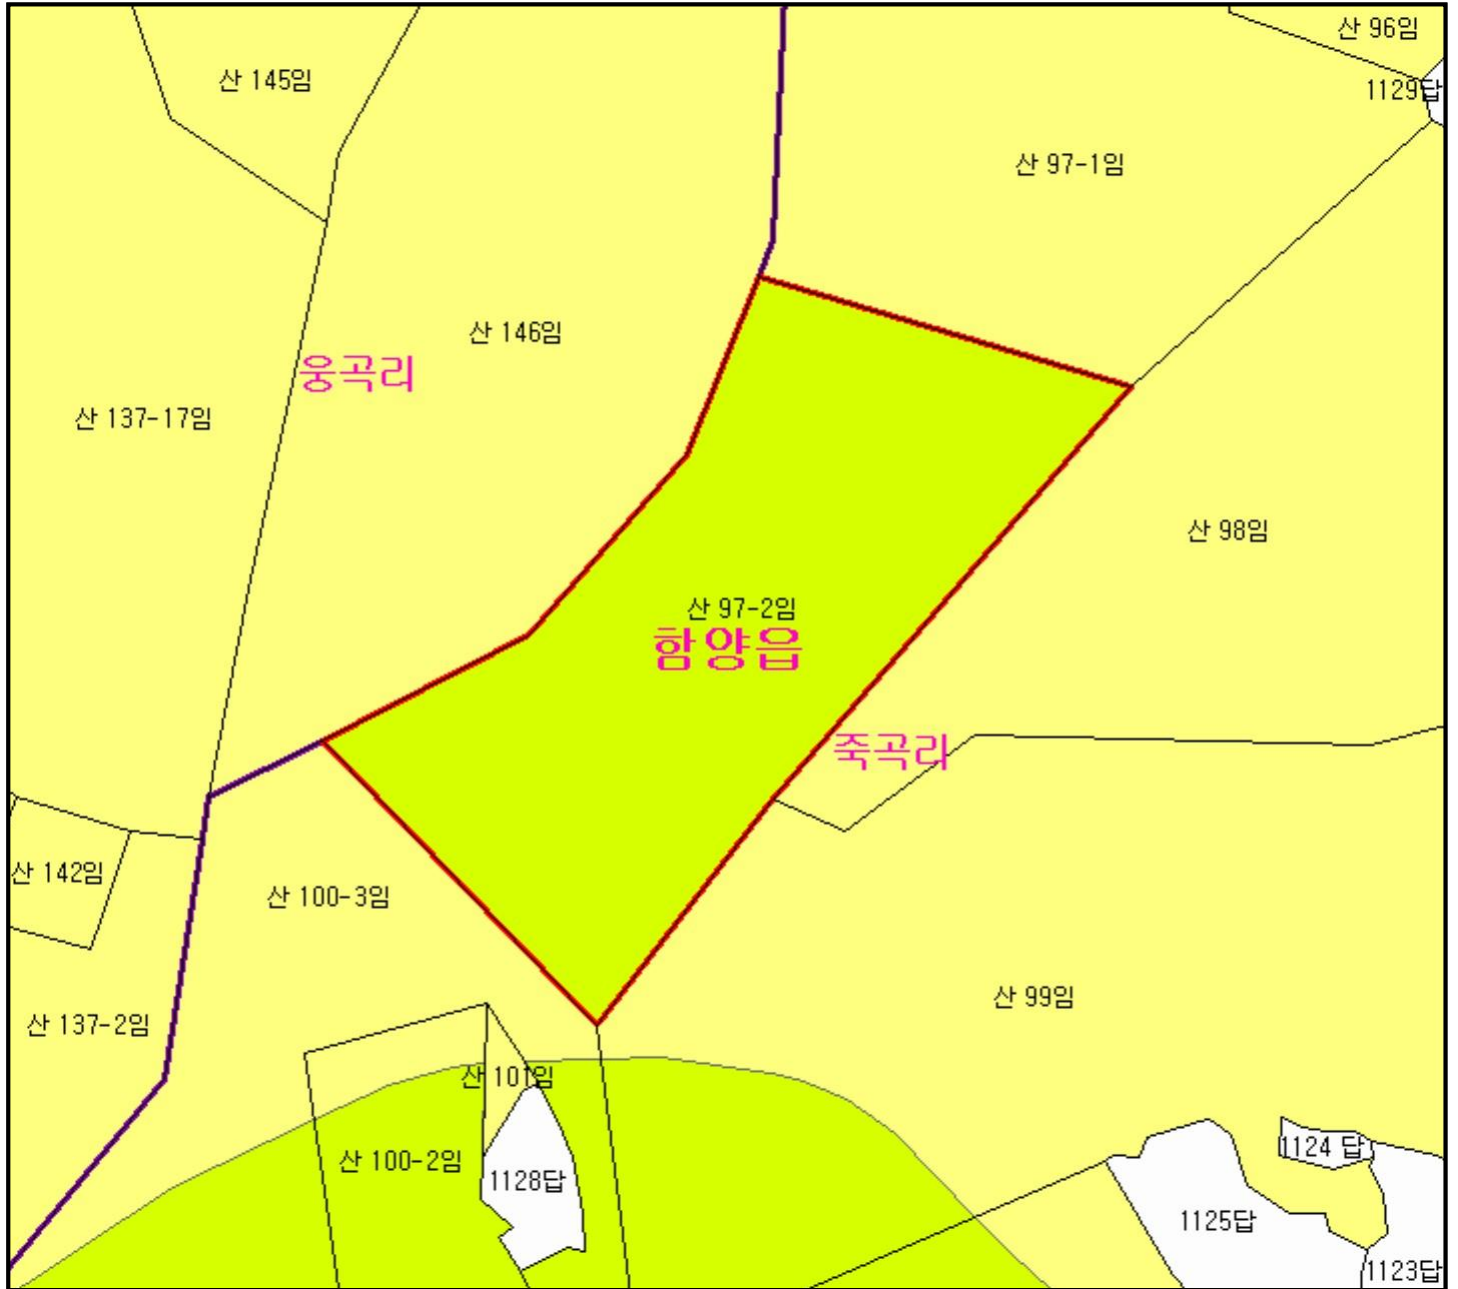 산 96임
산 145임
1129답
산 97-1임
산 146임
웅곡리
산 137-17임
산 98임
산 97-2임
함양읍
죽곡리
산 142임
산 100-3임
산 99임
산 137-2임
산 101임
1124 답
산 100-2임
1128답
1125답
1123답